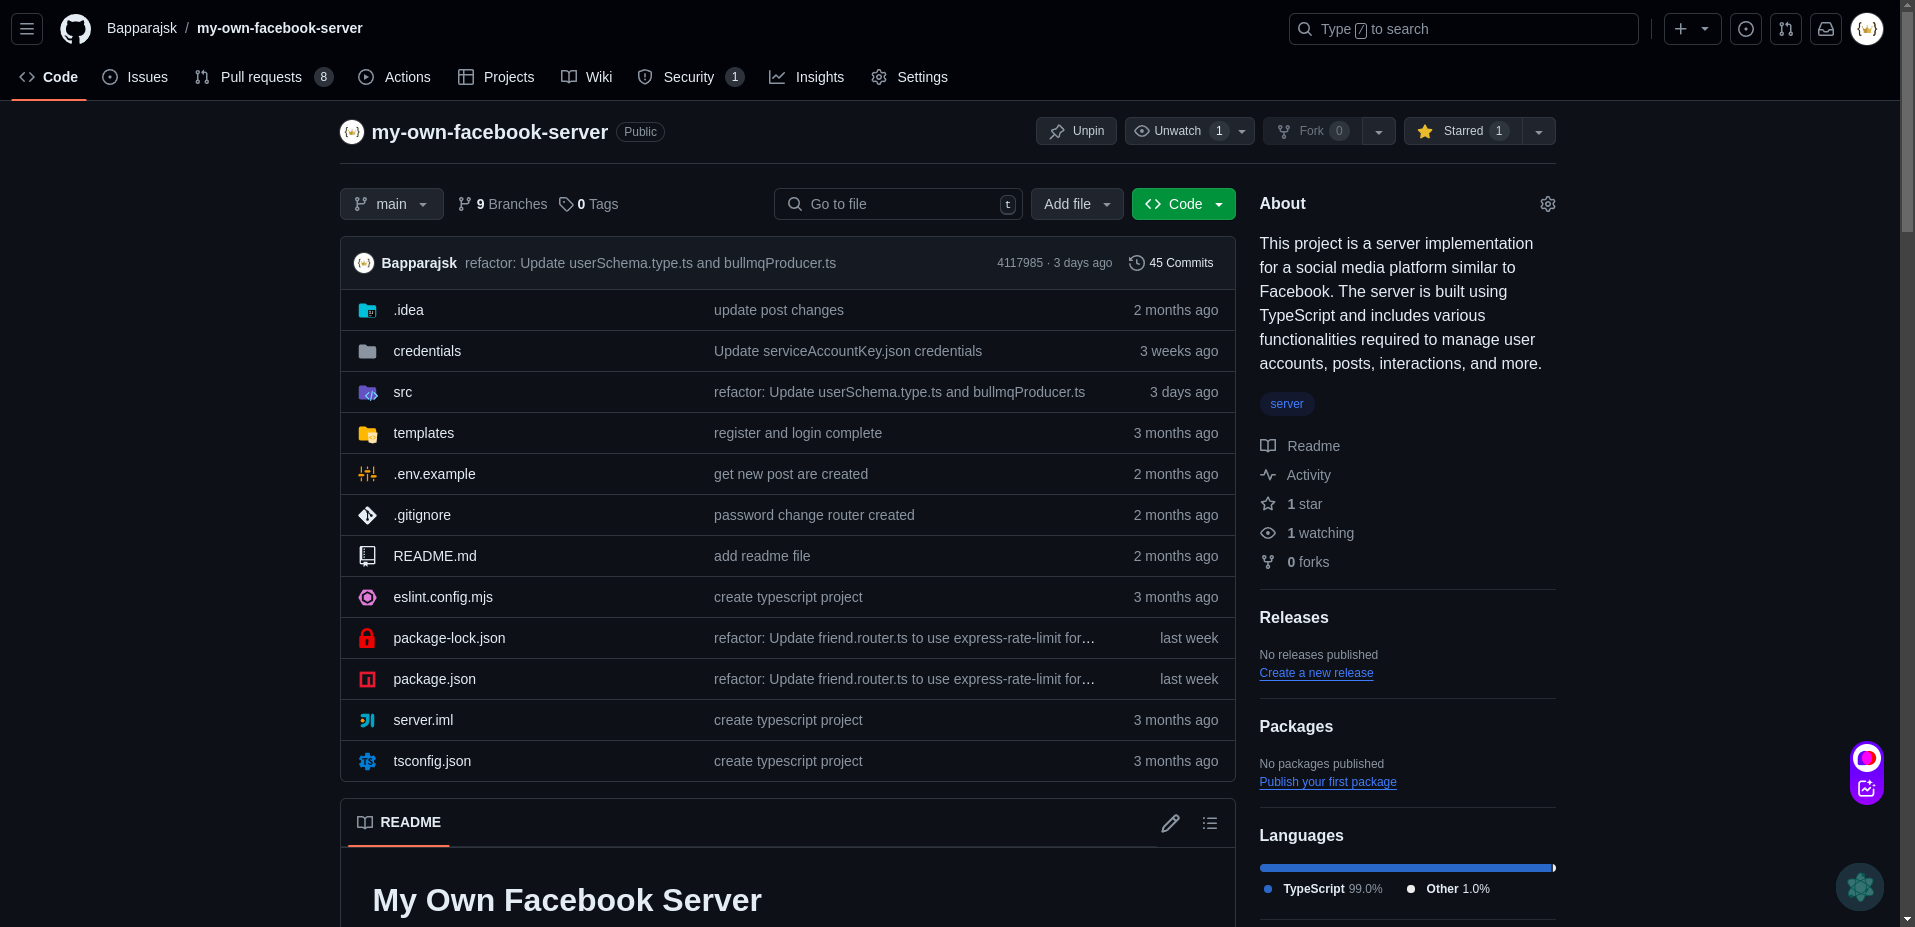 Bapparajsk / my-own-facebook-server
Type / to search
Code Issues Pull requests 8 Actions Projects Wiki Security 1 Insights Settings
my-own-facebook-server Public
Unpin Unwatch 1 Fork 0 Starred 1
main 9 Branches 0 Tags
Go to file t Add file Code
Bapparajsk refactor: Update userSchema.type.ts and bullmqProducer.ts 4117985 · 3 days ago 45 Commits
.idea update post changes 2 months ago
credentials Update serviceAccountKey.json credentials 3 weeks ago
src refactor: Update userSchema.type.ts and bullmqProducer.ts 3 days ago
templates register and login complete 3 months ago
.env.example get new post are created 2 months ago
.gitignore password change router created 2 months ago
README.md add readme file 2 months ago
eslint.config.mjs create typescript project 3 months ago
package-lock.json refactor: Update friend.router.ts to use express-rate-limit for… last week
package.json refactor: Update friend.router.ts to use express-rate-limit for… last week
server.iml create typescript project 3 months ago
tsconfig.json create typescript project 3 months ago
README
My Own Facebook Server
About
This project is a server implementation
for a social media platform similar to
Facebook. The server is built using
TypeScript and includes various
functionalities required to manage user
accounts, posts, interactions, and more.
server
Readme
Activity
1 star
1 watching
0 forks
Releases
No releases published
Create a new release
Packages
No packages published
Publish your first package
Languages
TypeScript 99.0% Other 1.0%